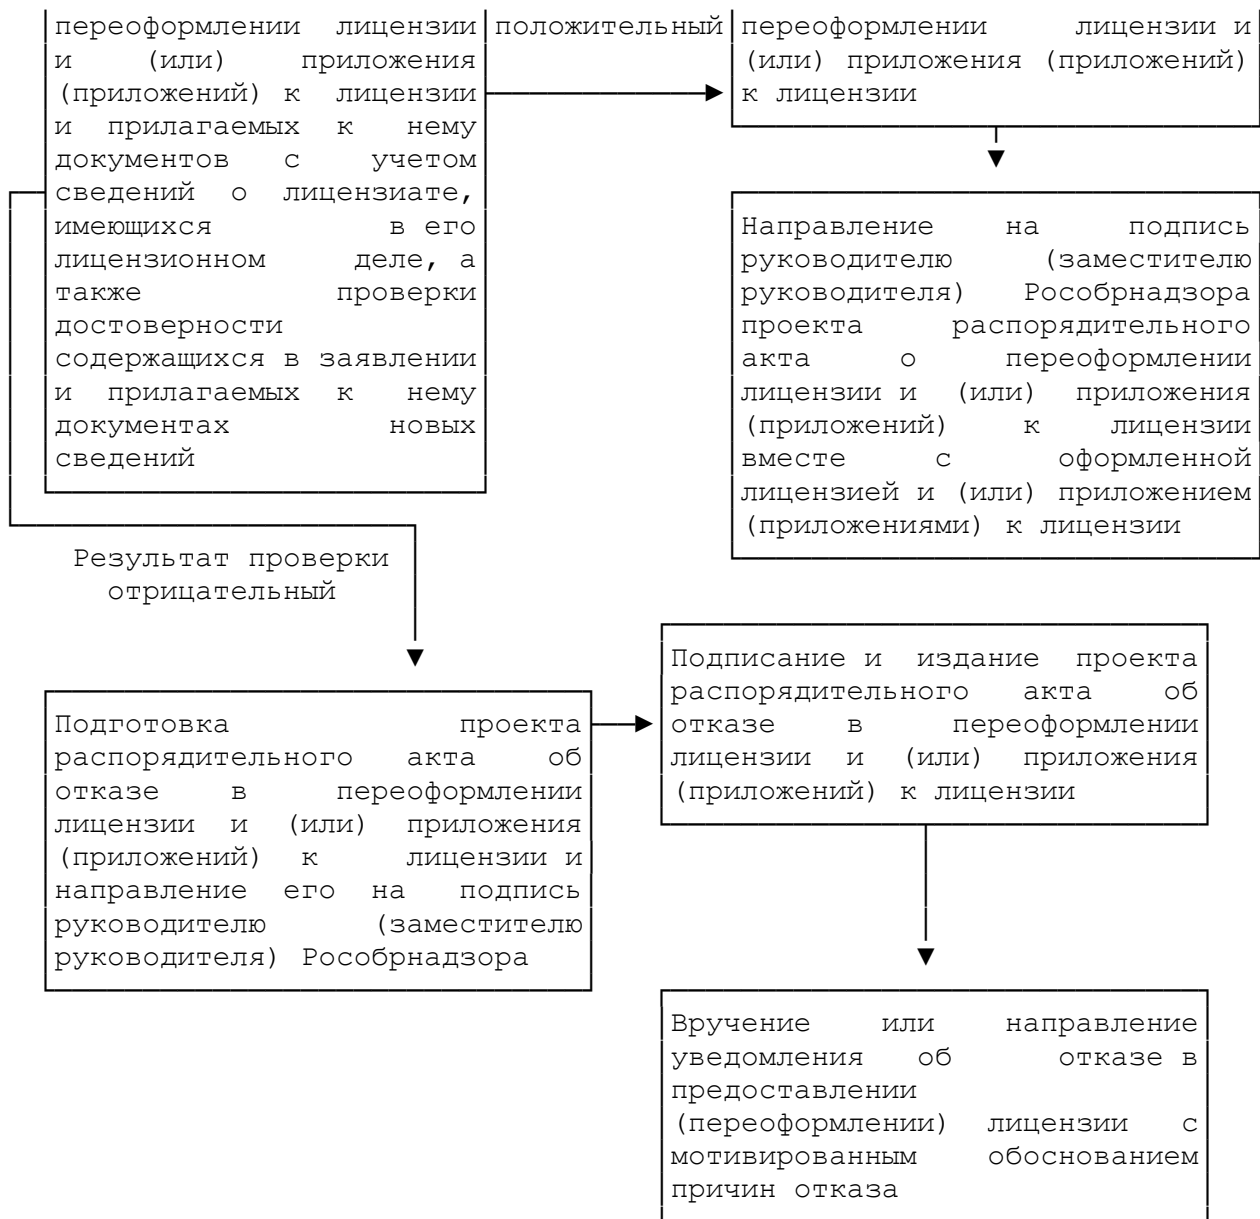 переоформлении лицензии
и (или) приложения
(приложений) к лицензии
и прилагаемых к нему
документов с учетом
сведений о лицензиате,
имеющихся в его
лицензионном деле, а
также проверки
достоверности
содержащихся в заявлении
и прилагаемых к нему
документах новых
сведений
положительный
переоформлении лицензии и
(или) приложения (приложений)
к лицензии
Направление на подпись
руководителю (заместителю
руководителя) Рособрнадзора
проекта распорядительного
акта о переоформлении
лицензии и (или) приложения
(приложений) к лицензии
вместе с оформленной
лицензией и (или) приложением
(приложениями) к лицензии
Результат проверки
отрицательный
Подготовка проекта
распорядительного акта об
отказе в переоформлении
лицензии и (или) приложения
(приложений) к лицензии и
направление его на подпись
руководителю (заместителю
руководителя) Рособрнадзора
Подписание и издание проекта
распорядительного акта об
отказе в переоформлении
лицензии и (или) приложения
(приложений) к лицензии
Вручение или направление
уведомления об отказе в
предоставлении
(переоформлении) лицензии с
мотивированным обоснованием
причин отказа